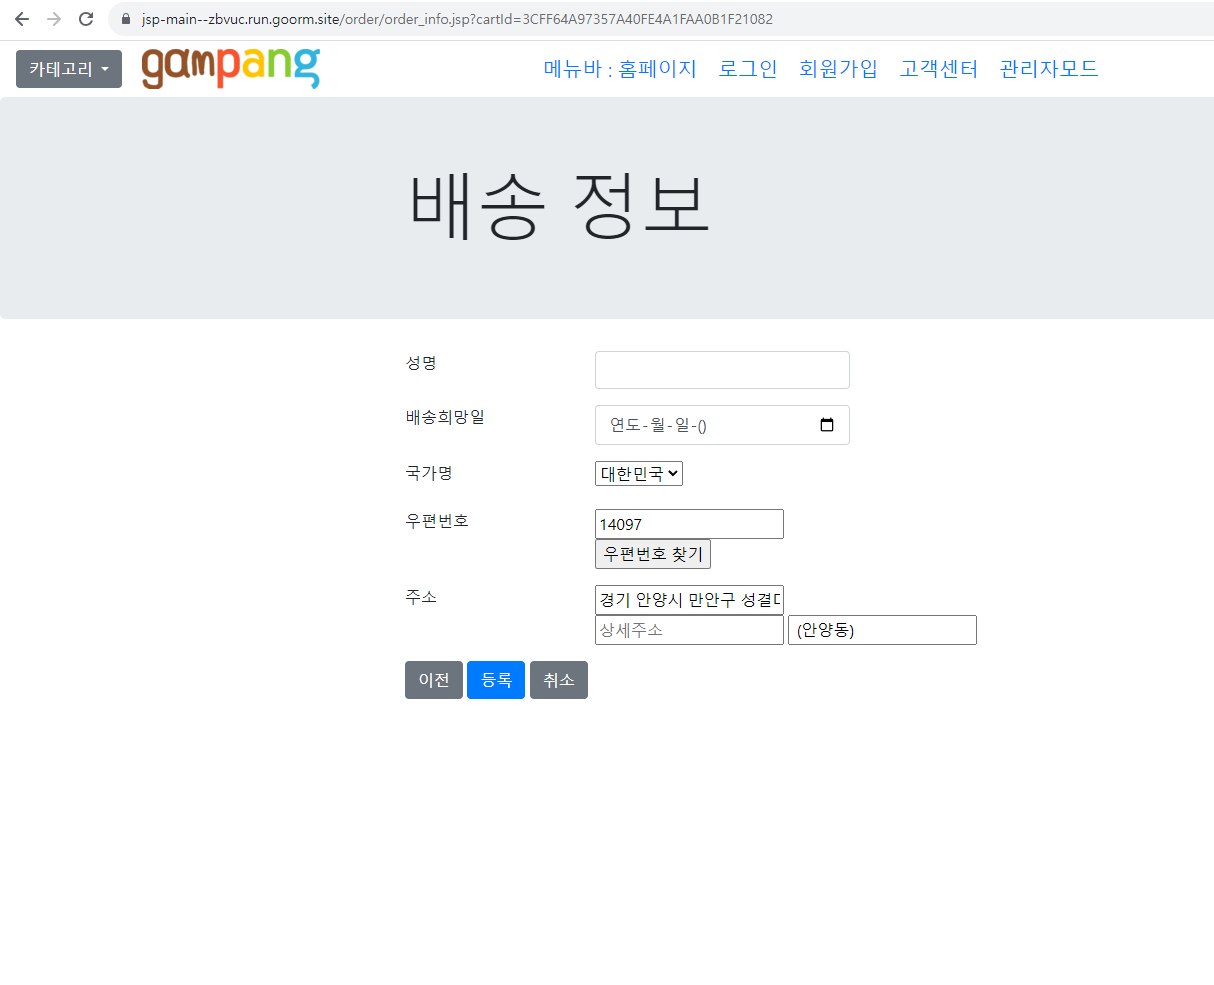 jsp-main--zbvuc.run.goorm.site/order/order_info.jsp?cartId=3CFF64A97357A40FE4A1FAA0B1F21082
카테고리 gampang 메뉴바 : 홈페이지 로그인 회원가입 고객센터 관리자모드
배송 정보
성명
배송희망일 연도-월-일-()
국가명 대한민국
우편번호 14097
우편번호 찾기
주소 경기 안양시 만안구 성결
상세주소 (안양동)
이전 등록 취소